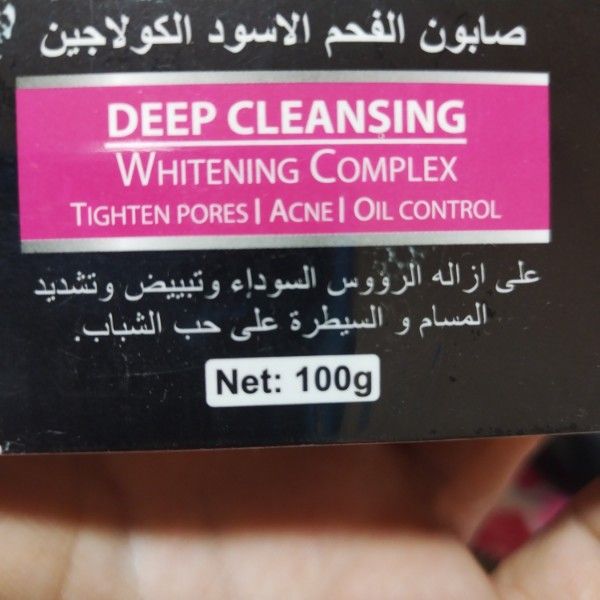 صابون الفحم الاسود الكولاجين
DEEP CLEANSING
WHITENING COMPLEX
TIGHTEN PORES | ACNE | OIL CONTROL
على ازاله الرؤوس السوداء وتبييض وتشديد
المسام و السيطرة على حب الشباب.
Net: 100g